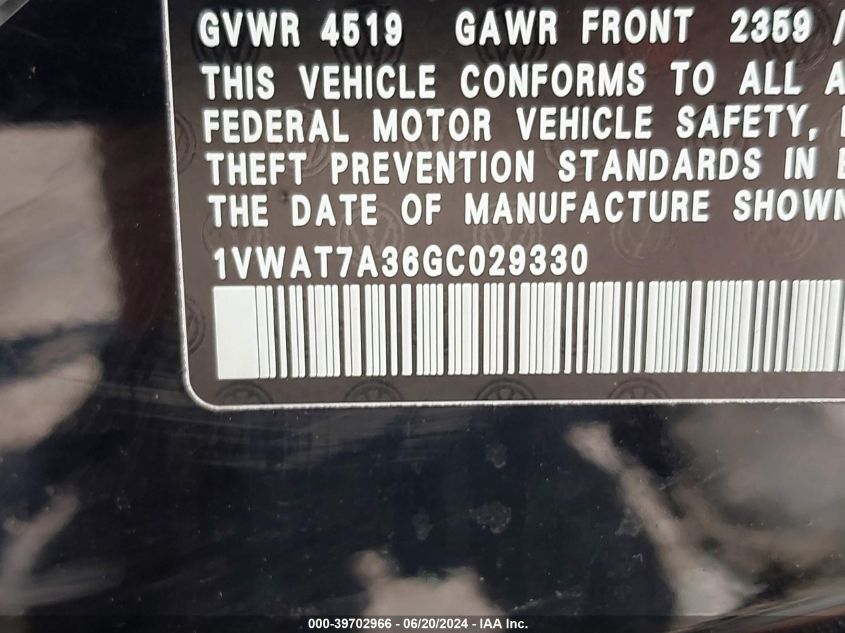 GVWR 4519 GAWR FRONT 2359 /
THIS VEHICLE CONFORMS TO ALL A
FEDERAL MOTOR VEHICLE SAFETY,
THEFT PREVENTION STANDARDS IN
THE DATE OF MANUFACTURE SHOWN
1VWAT7A36GC029330
000-39702966 - 06/20/2024 - IAA Inc.